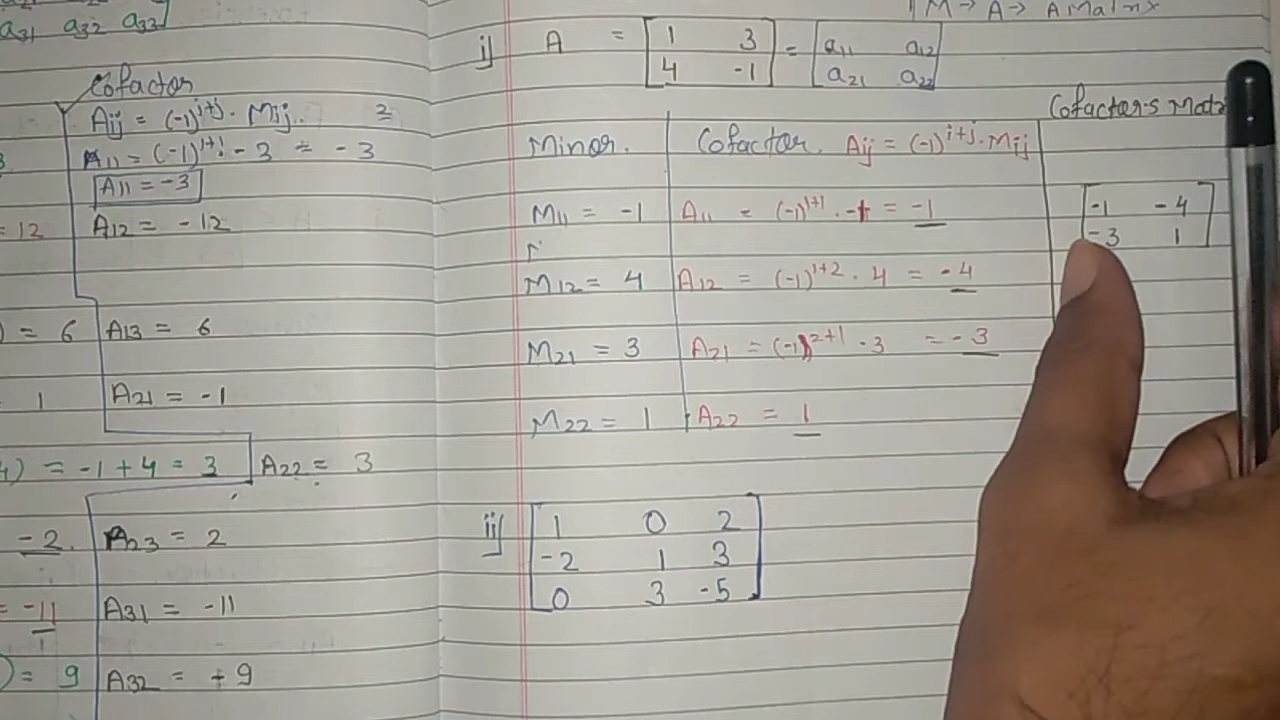 a31 a32 a33]
Cofactor
Aij = (-1)^i+j · Mij. =
A11 = (-1)^1+1 - 3 = - 3
A11 = -3
= 12 A12 = - 12
) = 6 A13 = 6
1 A21 = -1
4) = -1 + 4 = 3 A22 = 3
-2. A23 = 2
= -11 A31 = -11
) = 9 A32 = + 9
M → A → A Matrix
i) A = [1 3 = [a11 a12
4 -1] a21 a22]
Cofactors Mat
Minor. Cofactor. Aij = (-1)^i+j · Mij
M11 = -1 A11 = (-1)^1+1 · -1 = -1 [-1 -4
-3 1]
M12 = 4 A12 = (-1)^1+2 · 4 = -4
M21 = 3 A21 = (-1)^2+1 · 3 = - 3
M22 = 1 A22 = 1
ii) [1 0 2
-2 1 3
0 3 -5]